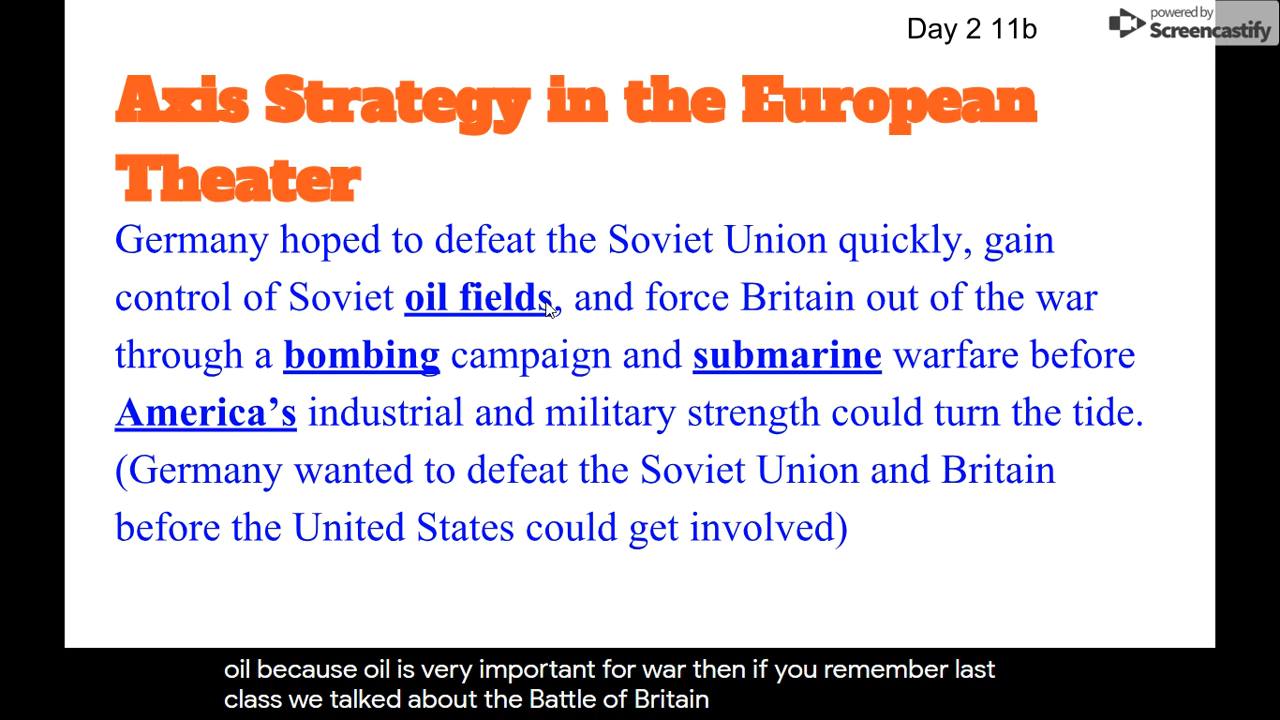 Day 2 11b
powered by
Screencastify
Axis Strategy in the European
Theater
Germany hoped to defeat the Soviet Union quickly, gain
control of Soviet oil fields, and force Britain out of the war
through a bombing campaign and submarine warfare before
America’s industrial and military strength could turn the tide.
(Germany wanted to defeat the Soviet Union and Britain
before the United States could get involved)
oil because oil is very important for war then if you remember last
class we talked about the Battle of Britain